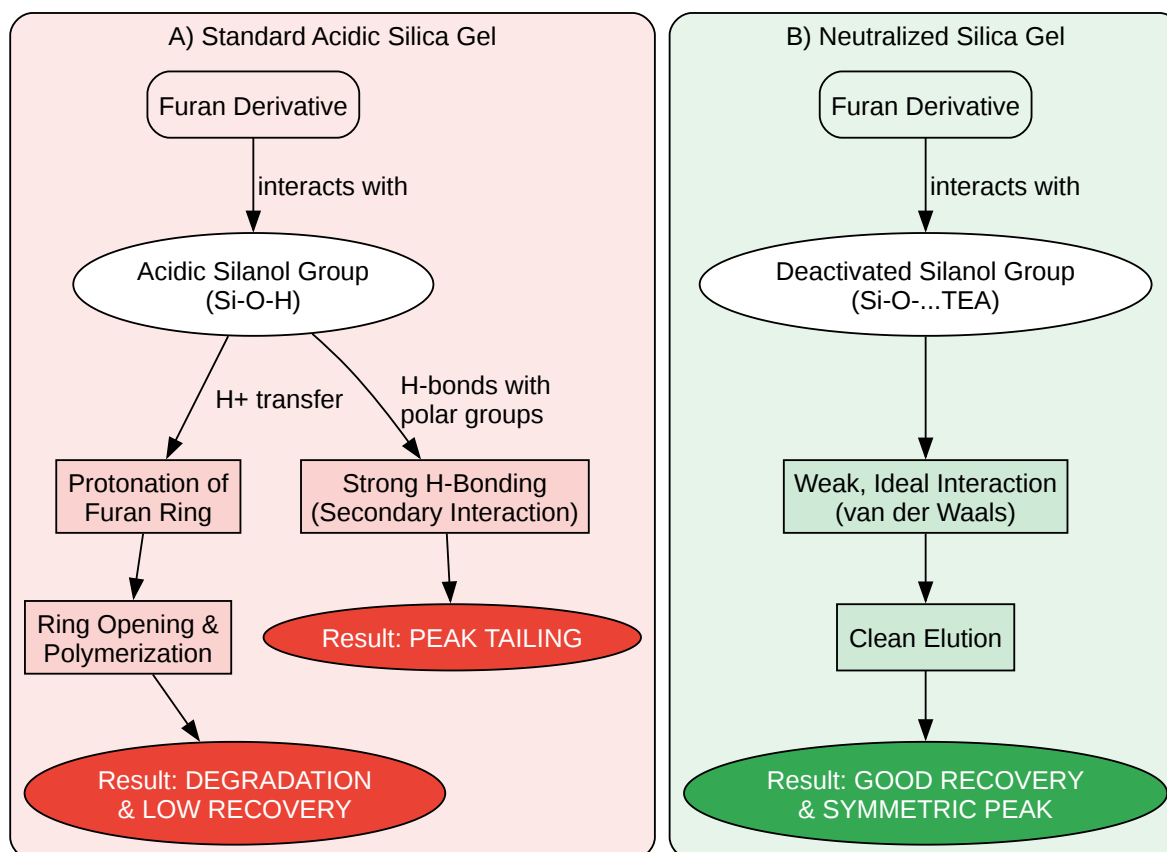 A) Standard Acidic Silica Gel
Furan Derivative
interacts with
Acidic Silanol Group
(Si-O-H)
H+ transfer
H-bonds with
polar groups
Protonation of
Furan Ring
Strong H-Bonding
(Secondary Interaction)
Ring Opening &
Polymerization
Result: PEAK TAILING
Result: DEGRADATION
& LOW RECOVERY
B) Neutralized Silica Gel
Furan Derivative
interacts with
Deactivated Silanol Group
(Si-O-...TEA)
Weak, Ideal Interaction
(van der Waals)
Clean Elution
Result: GOOD RECOVERY
& SYMMETRIC PEAK